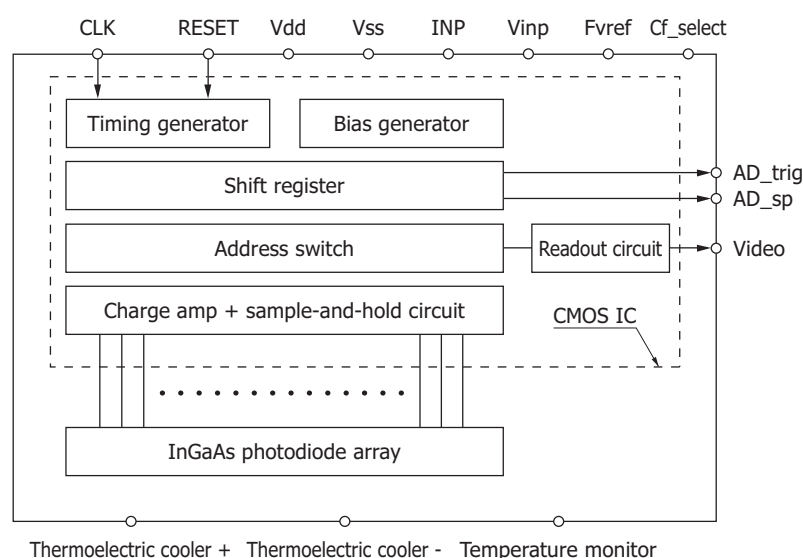 CLK RESET Vdd Vss INP Vinp Fvref Cf_select
Timing generator
Bias generator
Shift register
AD_trig
AD_sp
Address switch
Readout circuit
Video
Charge amp + sample-and-hold circuit
CMOS IC
InGaAs photodiode array
Thermoelectric cooler + Thermoelectric cooler - Temperature monitor